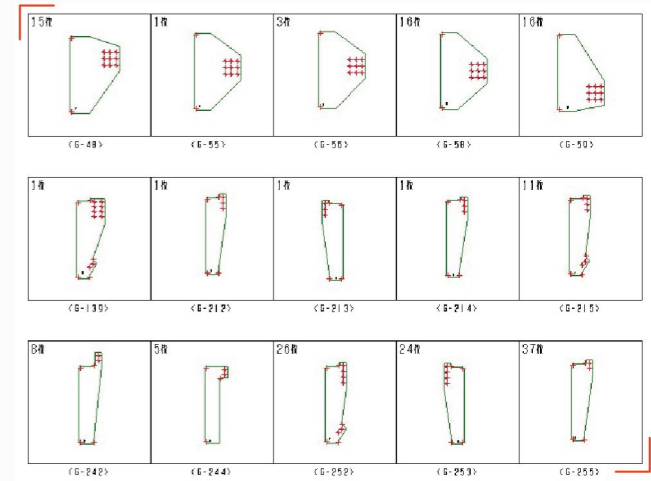 15枚 1枚 3枚 16枚 16枚
(G-48) (G-55) (G-56) (G-58) (G-59)
1枚 1枚 1枚 1枚 11枚
(G-139) (G-212) (G-213) (G-214) (G-215)
8枚 5枚 26枚 24枚 37枚
(G-242) (G-244) (G-252) (G-253) (G-255)